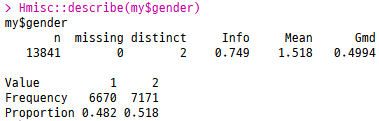 > Hmisc::describe(my$gender)
my$gender
n missing distinct Info Mean Gmd
13841 0 2 0.749 1.518 0.4994
Value 1 2
Frequency 6670 7171
Proportion 0.482 0.518